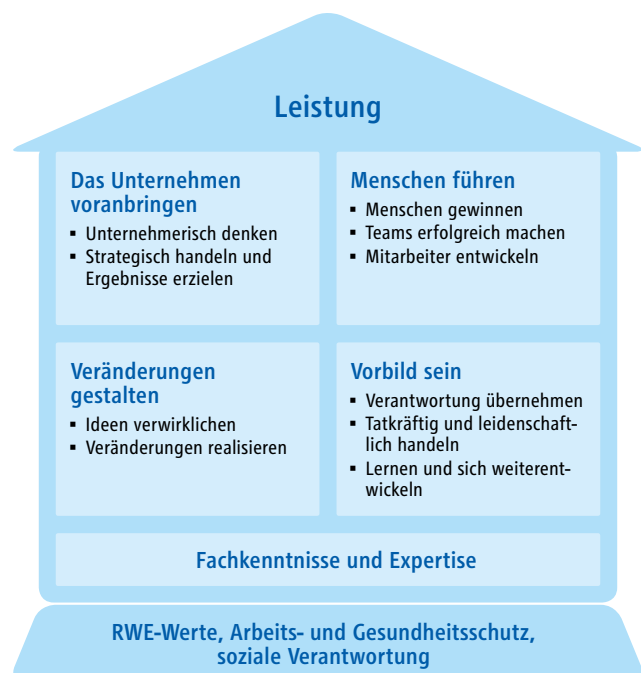 Leistung
Das Unternehmen
voranbringen
▪ Unternehmerisch denken
▪ Strategisch handeln und
Ergebnisse erzielen
Menschen führen
▪ Menschen gewinnen
▪ Teams erfolgreich machen
▪ Mitarbeiter entwickeln
Veränderungen
gestalten
▪ Ideen verwirklichen
▪ Veränderungen realisieren
Vorbild sein
▪ Verantwortung übernehmen
▪ Tatkräftig und leidenschaft-
lich handeln
▪ Lernen und sich weiterent-
wickeln
Fachkenntnisse und Expertise
RWE-Werte, Arbeits- und Gesundheitsschutz,
soziale Verantwortung